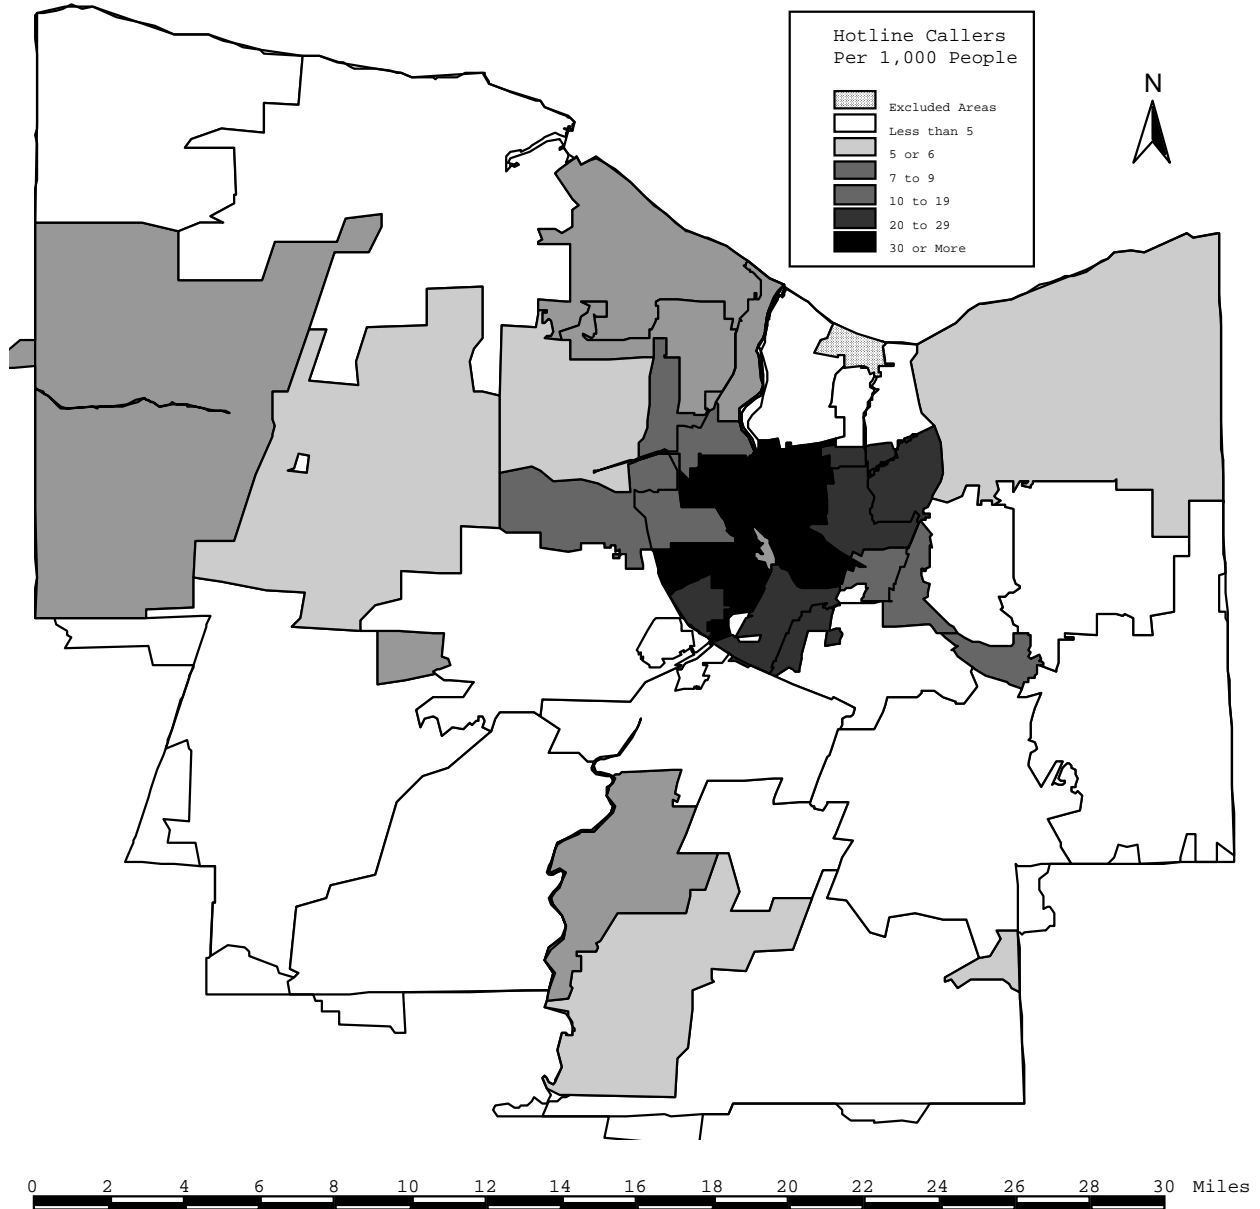 Hotline Callers
Per 1,000 People
Excluded Areas
Less than 5
5 or 6
7 to 9
10 to 19
20 to 29
30 or More
N
0 2 4 6 8 10 12 14 16 18 20 22 24 26 28 30 Miles